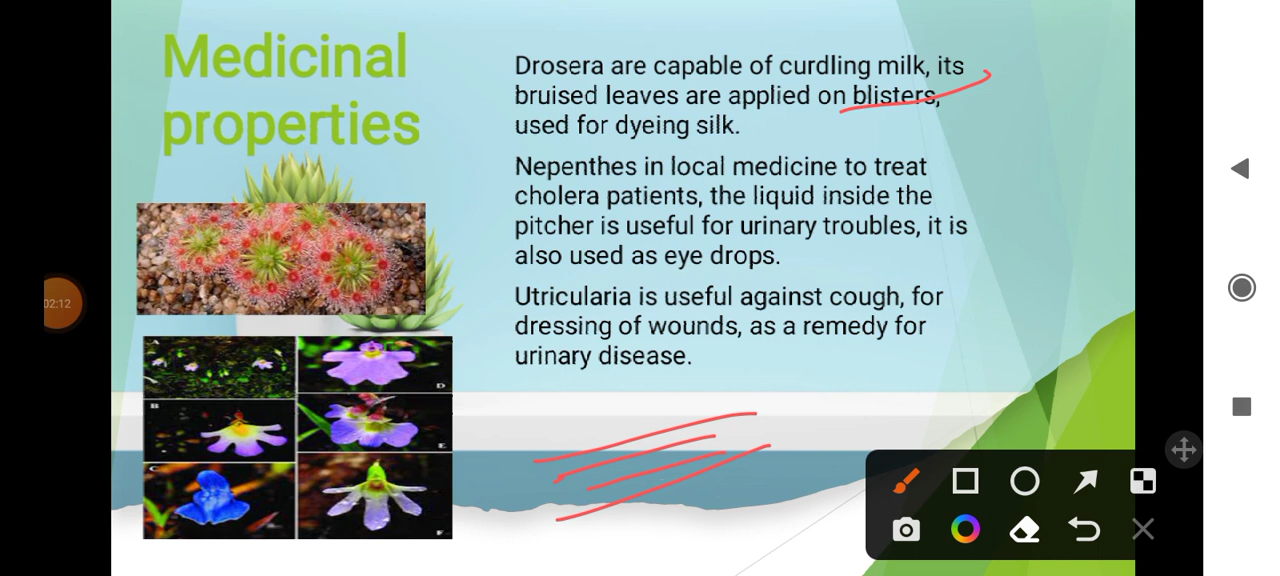 Medicinal
properties
Drosera are capable of curdling milk, its
bruised leaves are applied on blisters,
used for dyeing silk.
Nepenthes in local medicine to treat
cholera patients, the liquid inside the
pitcher is useful for urinary troubles, it is
also used as eye drops.
Utricularia is useful against cough, for
dressing of wounds, as a remedy for
urinary disease.
02:12
A
D
B
E
C
F